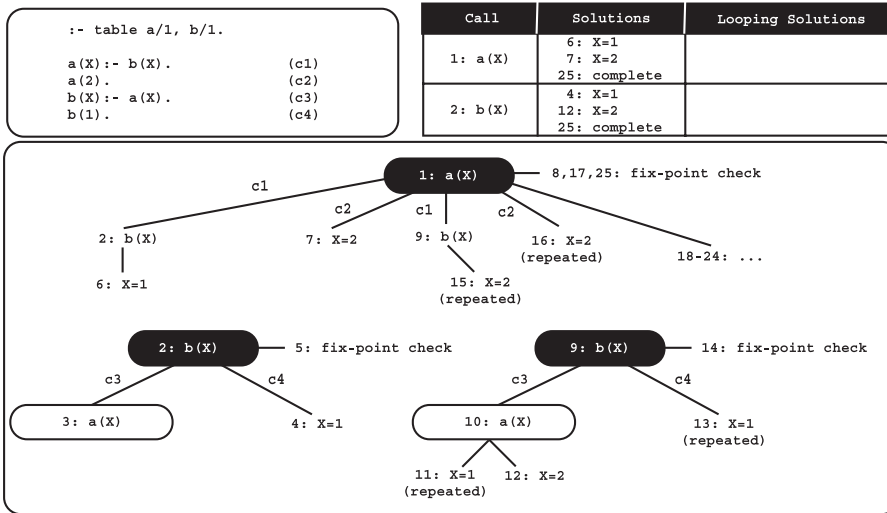 :- table a/1, b/1.
a(X):- b(X). (c1)
a(2). (c2)
b(X):- a(X). (c3)
b(1). (c4)
Call Solutions Looping Solutions
1: a(X)
6: X=1
7: X=2
25: complete
2: b(X)
4: X=1
12: X=2
25: complete
1: a(X)
8,17,25: fix-point check
c1
c2
c1
c2
2: b(X)
7: X=2
9: b(X)
16: X=2
(repeated)
18-24: ...
6: X=1
15: X=2
(repeated)
2: b(X)
5: fix-point check
c3
c4
3: a(X)
4: X=1
9: b(X)
14: fix-point check
c3
c4
10: a(X)
13: X=1
(repeated)
11: X=1
(repeated)
12: X=2